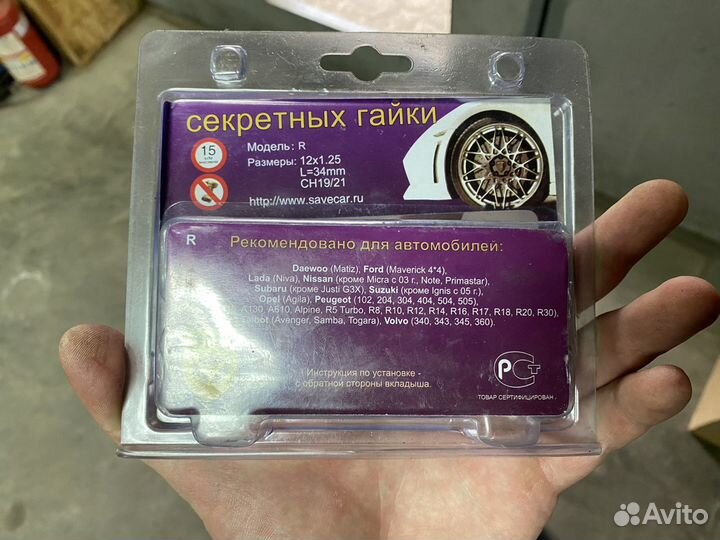 секретных гайки
15
Модель: R
Размеры: 12x1.25
L=34mm
CH19/21
http://www.savecar.ru
R Рекомендовано для автомобилей:
Daewoo (Matiz), Ford (Maverick 4*4),
Lada (Niva), Nissan (кроме Micra с 03 г., Note, Primastar),
Subaru (кроме Justi G3X), Suzuki (кроме Ignis с 05 г.),
Opel (Agila), Peugeot (102, 204, 304, 404, 504, 505),
A610, Alpine, R5 Turbo, R8, R10, R12, R14, R16, R17, R18, R20, R30),
(Avenger, Samba, Togara), Volvo (340, 343, 345, 360).
Инструкция по установке -
с обратной стороны вкладыша.
РСТ
ТОВАР СЕРТИФИЦИРОВАН
Avito